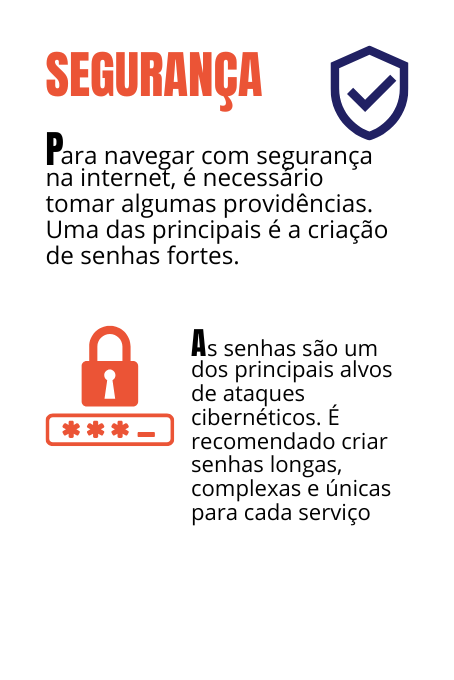 SEGURANÇA
Para navegar com segurança
na internet, é necessário
tomar algumas providências.
Uma das principais é a criação
de senhas fortes.
***_
As senhas são um
dos principais alvos
de ataques
cibernéticos. É
recomendado criar
senhas longas,
complexas e únicas
para cada serviço